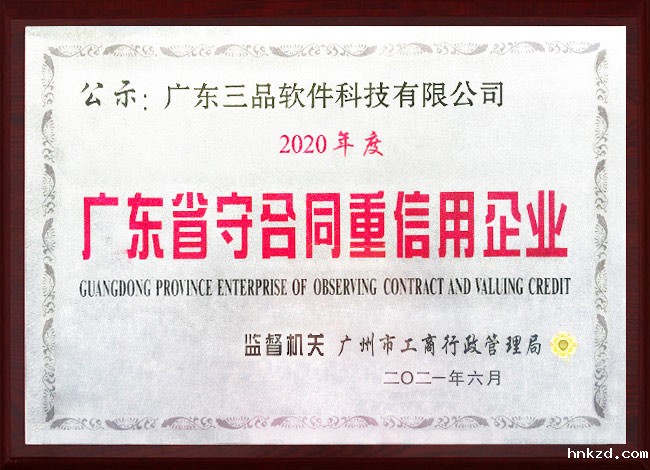 公示：广东三品软件科技有限公司
2020年度
广东省守合同重信用企业
GUANGDONG PROVINCE ENTERPRISE OF OBSERVING CONTRACT AND VALUING CREDIT
监督机关 广州市工商行政管理局
二〇二一年六月
hnkzd.com